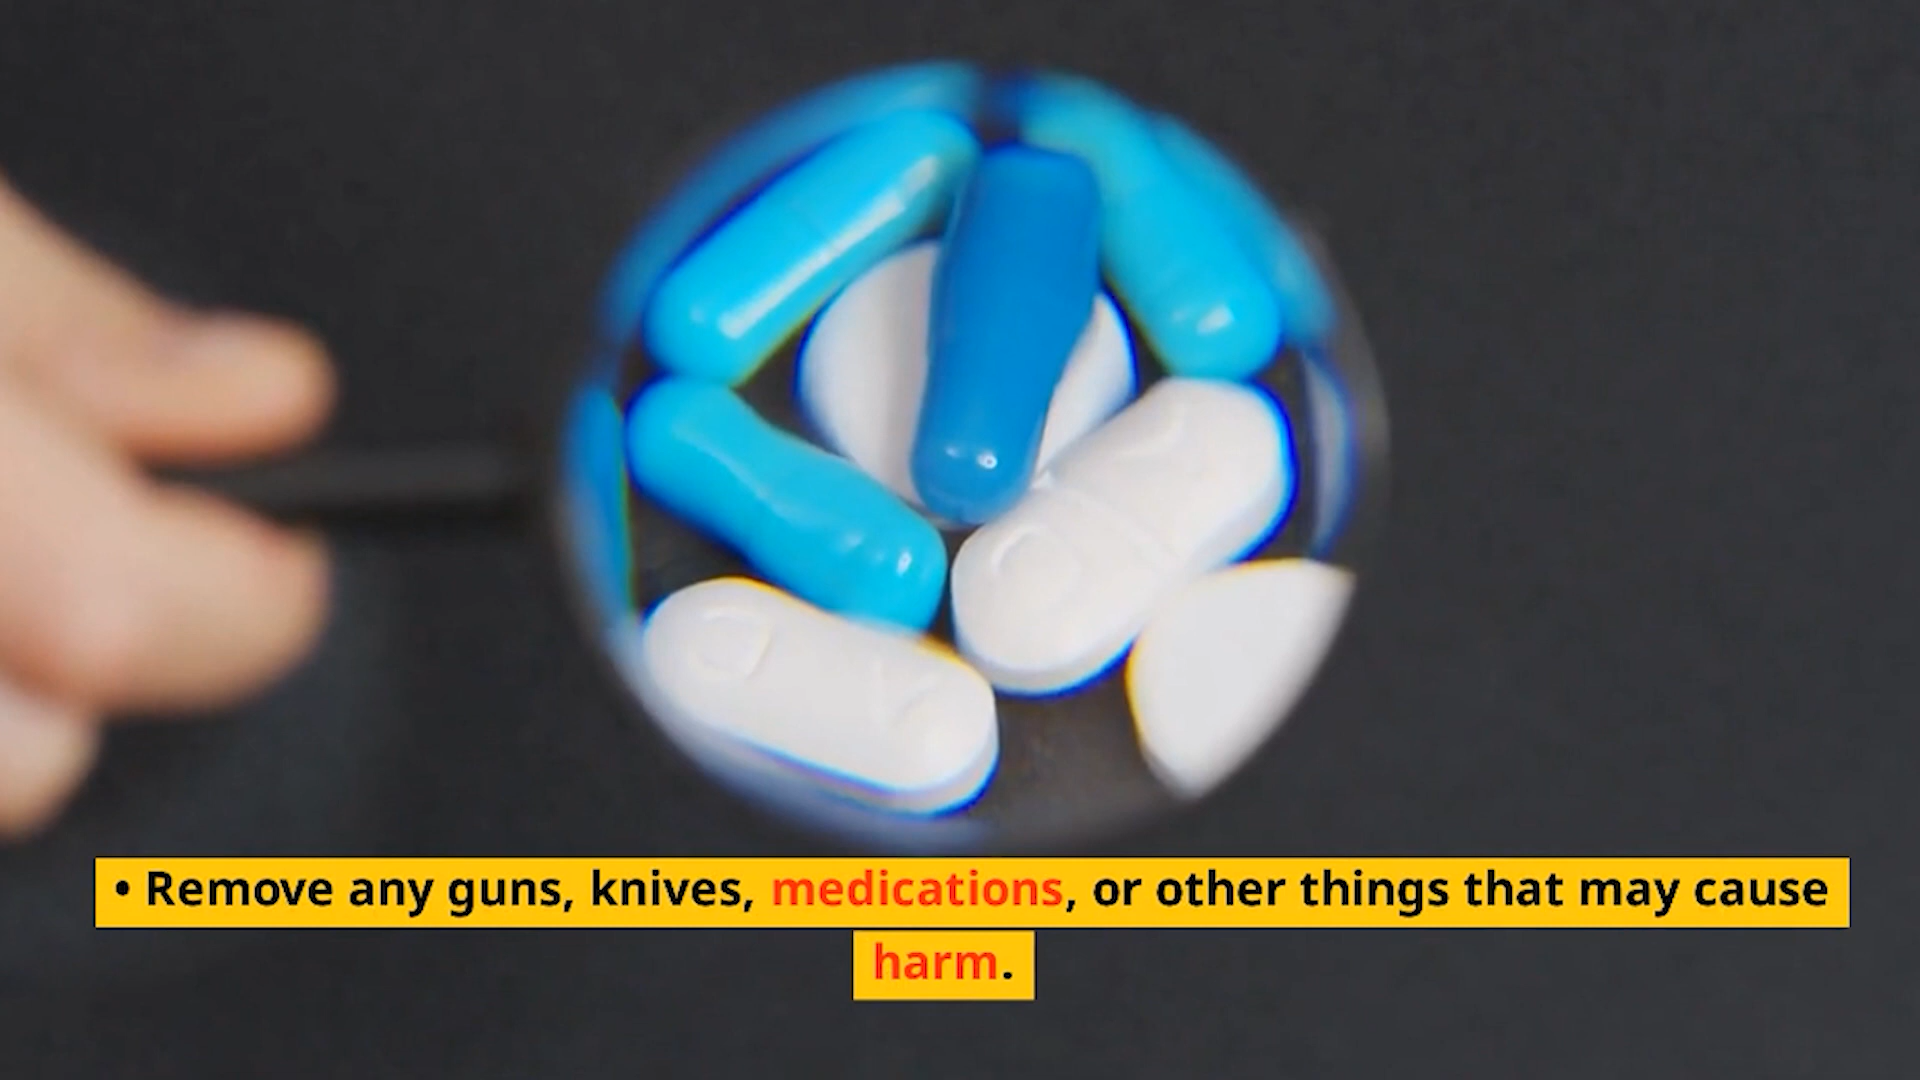 • Remove any guns, knives, medications, or other things that may cause
harm.